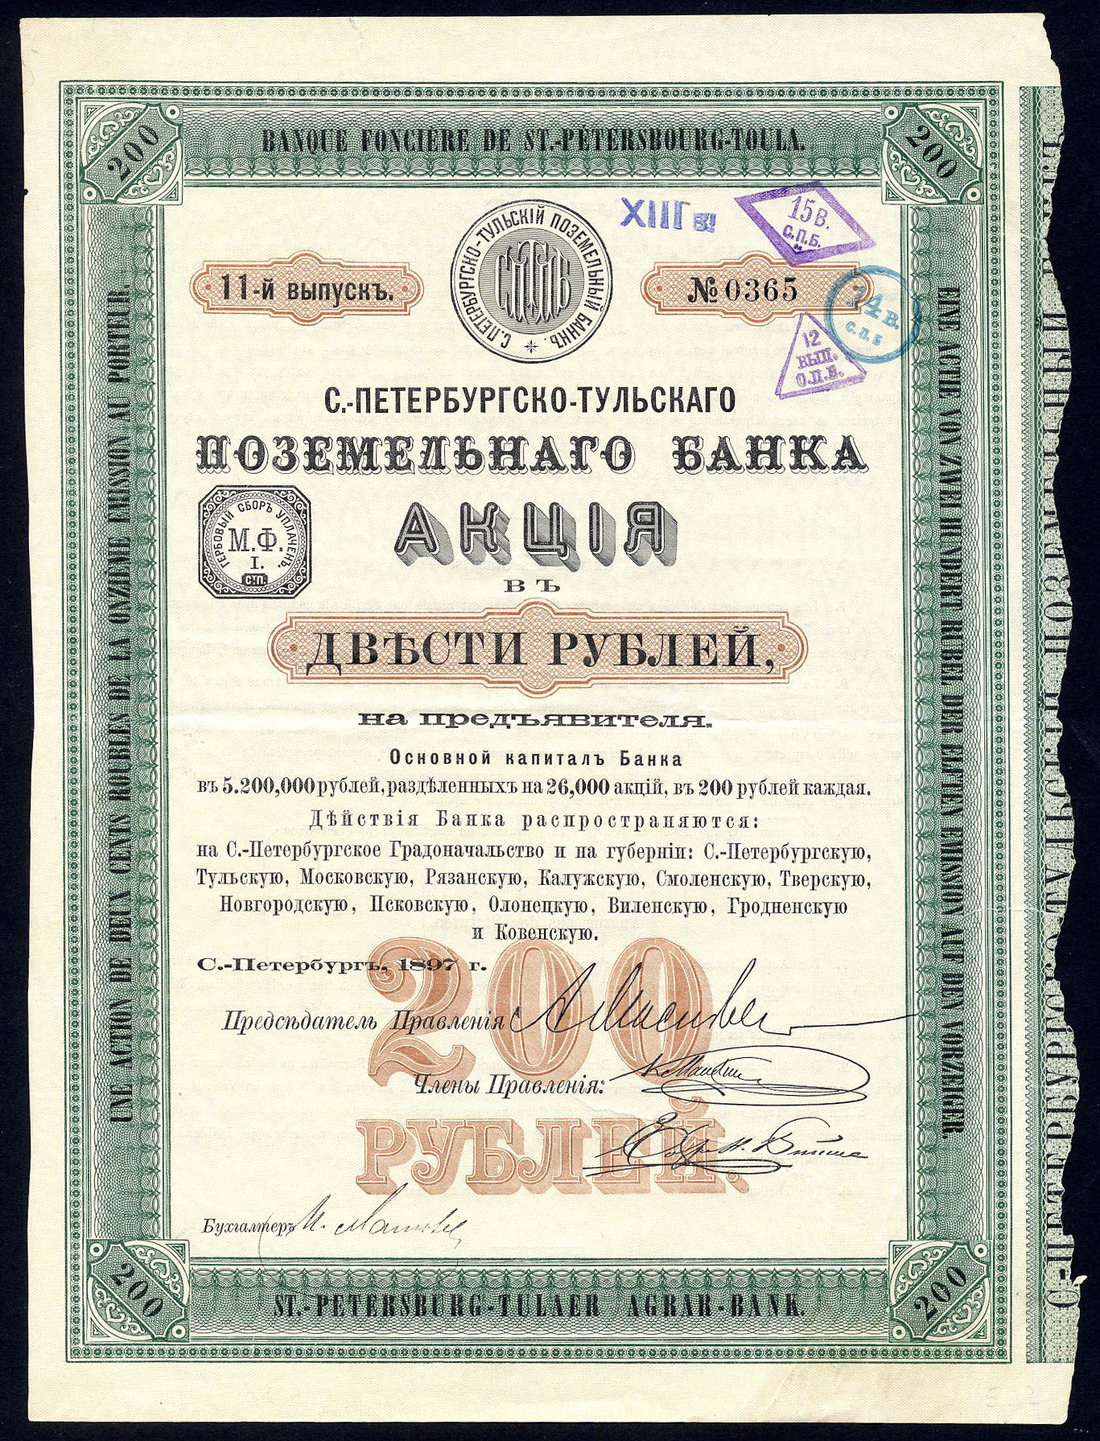 BANQUE FONCIÈRE DE ST.-PÉTERSBOURG-TOULA.
200
200
XIII в.
15 В.
С.П.Б.
С.ПЕТЕРБУРГСКО-ТУЛЬСКІЙ ПОЗЕМЕЛЬНЫЙ БАНКЪ.
11-й выпускъ.
№ 0365
14 В.
С.П.Б
12
ВЫП.
С.П.Б.
С.-ПЕТЕРБУРГСКО-ТУЛЬСКАГО
ПОЗЕМЕЛЬНАГО БАНКА
ГЕРБОВЫЙ СБОРЪ УПЛАЧЕНЪ.
М.Ф.
I.
С.П.
АКЦІЯ
ВЪ
ДВѢСТИ РУБЛЕЙ,
на предъявителя.
Основной капиталъ Банка
въ 5.200,000 рублей, раздѣленныхъ на 26,000 акцій, въ 200 рублей каждая.
Дѣйствія Банка распространяются:
на С.-Петербургское Градоначальство и на губерніи: С.-Петербургскую,
Тульскую, Московскую, Рязанскую, Калужскую, Смоленскую, Тверскую,
Новгородскую, Псковскую, Олонецкую, Виленскую, Гродненскую
и Ковенскую.
С.-Петербургъ, 1897 г.
200
Предсѣдатель Правленія
Члены Правленія:
РУБЛЕЙ.
Бухгалтеръ
UNE ACTION DE DEUX CENTS ROUBLES DE LA ONZIÈME ÉMISSION AU PORTEUR.
EINE ACTIE VON ZWEI HUNDERT RUBEL DER ELFTEN EMISSION AUF DEN VORZEIGER.
200
200
ST.-PETERSBURG-TULAER AGRAR-BANK.